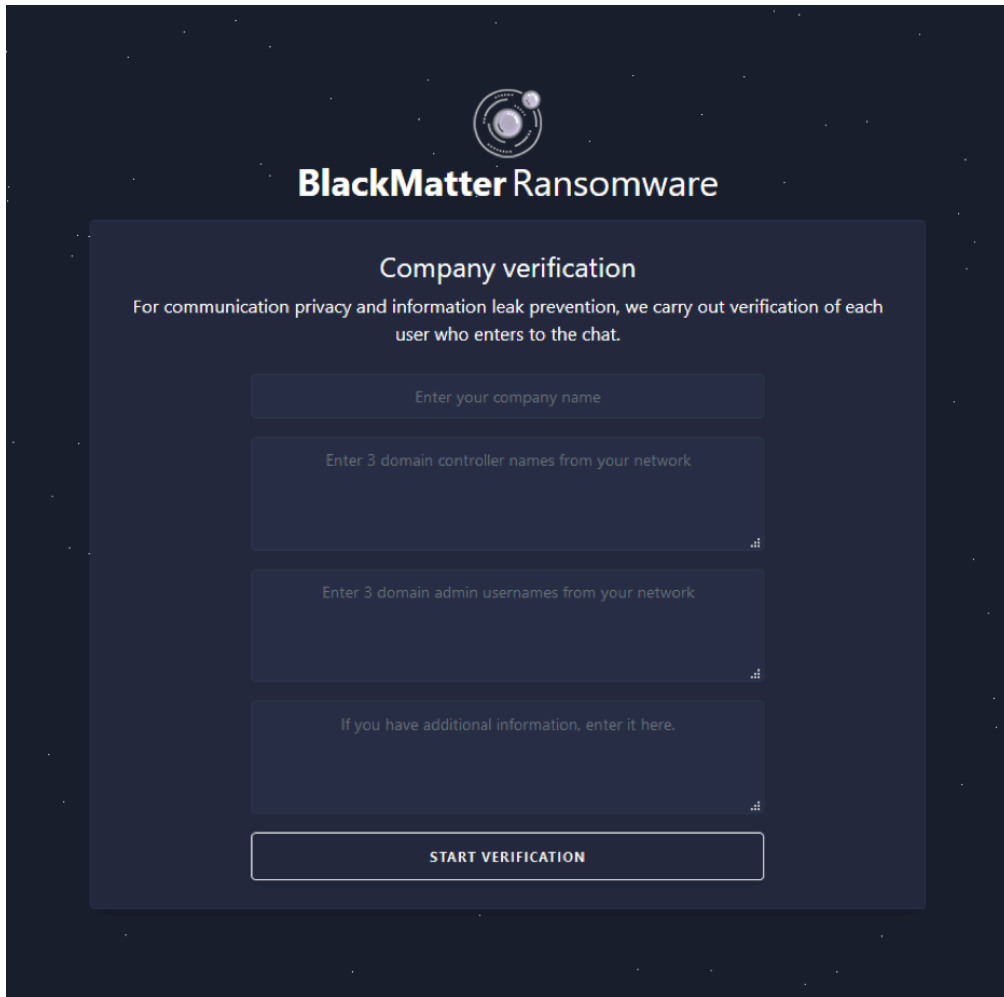 BlackMatter Ransomware
Company verification
For communication privacy and information leak prevention, we carry out verification of each
user who enters to the chat.
Enter your company name
Enter 3 domain controller names from your network
Enter 3 domain admin usernames from your network
If you have additional information, enter it here.
START VERIFICATION